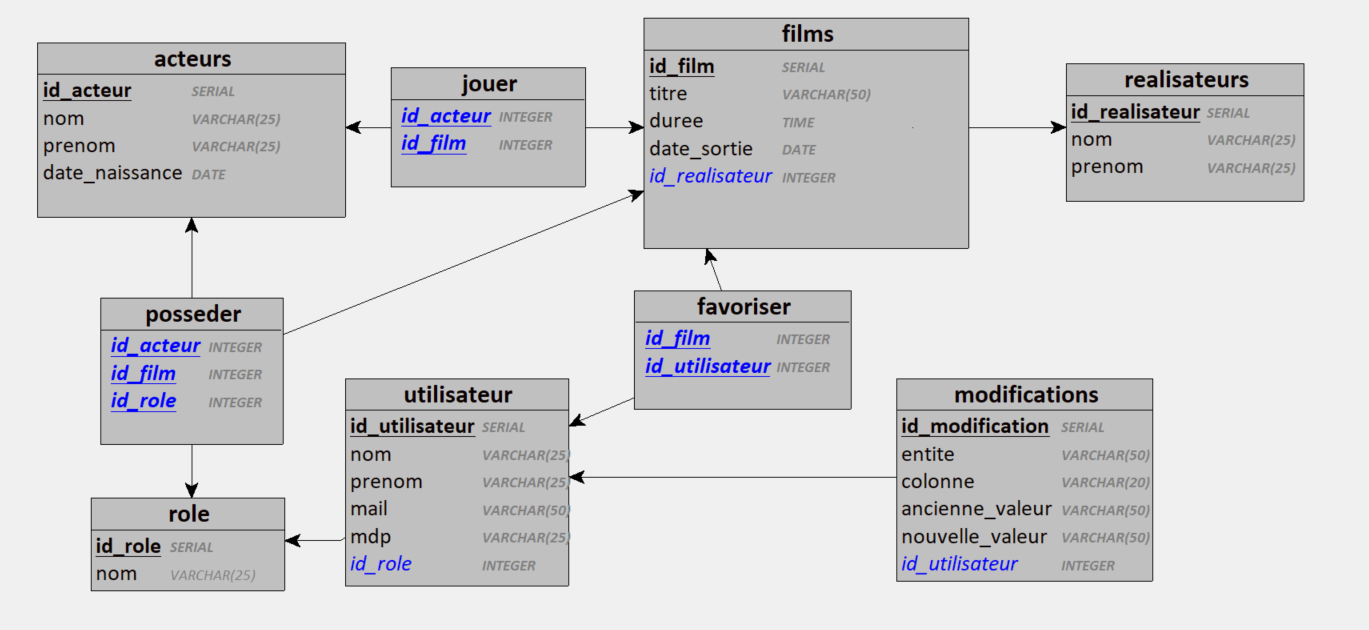 acteurs
id_acteur SERIAL
nom VARCHAR(25)
prenom VARCHAR(25)
date_naissance DATE
jouer
id_acteur INTEGER
id_film INTEGER
films
id_film SERIAL
titre VARCHAR(50)
duree TIME
date_sortie DATE
id_realisateur INTEGER
realisateurs
id_realisateur SERIAL
nom VARCHAR(25)
prenom VARCHAR(25)
posseder
id_acteur INTEGER
id_film INTEGER
id_role INTEGER
favoriser
id_film INTEGER
id_utilisateur INTEGER
utilisateur
id_utilisateur SERIAL
nom VARCHAR(25)
prenom VARCHAR(25)
mail VARCHAR(50)
mdp VARCHAR(25)
id_role INTEGER
modifications
id_modification SERIAL
entite VARCHAR(50)
colonne VARCHAR(20)
ancienne_valeur VARCHAR(50)
nouvelle_valeur VARCHAR(50)
id_utilisateur INTEGER
role
id_role SERIAL
nom VARCHAR(25)